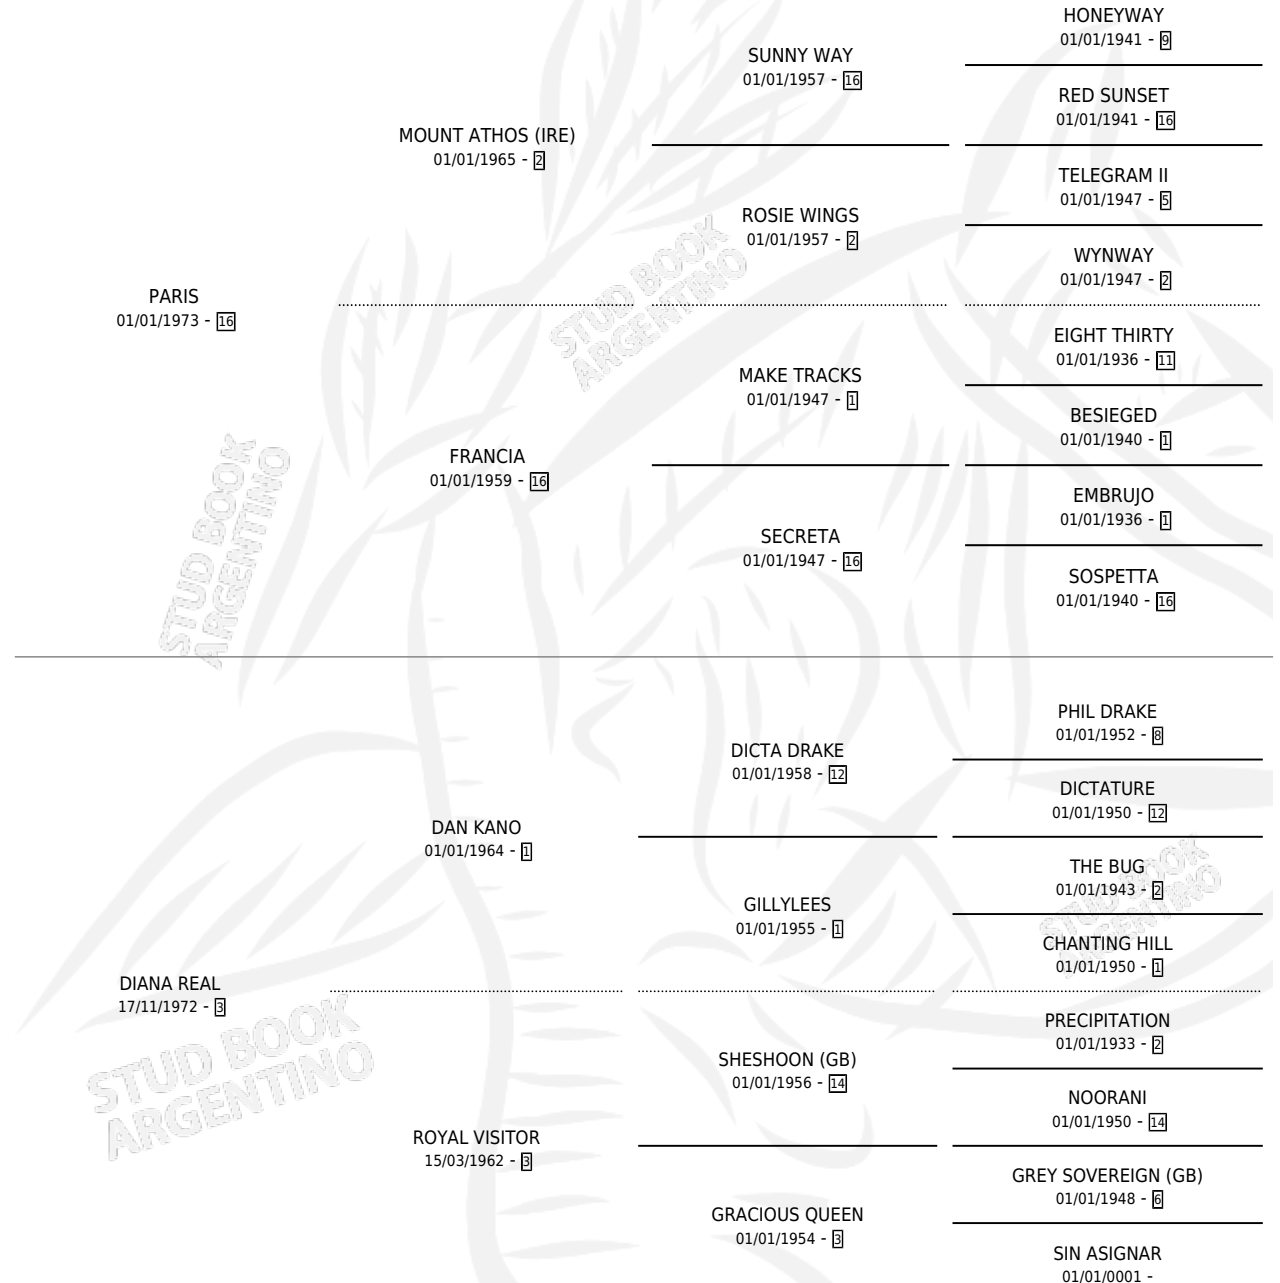 HONEYWAY
01/01/1941 - 9
SUNNY WAY
01/01/1957 - 16
RED SUNSET
01/01/1941 - 16
MOUNT ATHOS (IRE)
01/01/1965 - 2
TELEGRAM II
01/01/1947 - 5
ROSIE WINGS
01/01/1957 - 2
WYNWAY
01/01/1947 - 2
STUD BOOK
ARGENTINO
PARIS
01/01/1973 - 16
EIGHT THIRTY
01/01/1936 - 11
MAKE TRACKS
01/01/1947 - 1
BESIEGED
01/01/1940 - 1
FRANCIA
01/01/1959 - 16
EMBRUJO
01/01/1936 - 1
SECRETA
01/01/1947 - 16
SOSPETTA
01/01/1940 - 16
STUD BOOK
ARGENTINO
PHIL DRAKE
01/01/1952 - 8
DICTA DRAKE
01/01/1958 - 12
DICTATURE
01/01/1950 - 12
DAN KANO
01/01/1964 - 1
THE BUG
01/01/1943 - 2
GILLYLEES
01/01/1955 - 1
CHANTING HILL
01/01/1950 - 1
STUD BOOK
ARGENTINO
DIANA REAL
17/11/1972 - 3
PRECIPITATION
01/01/1933 - 2
SHESHOON (GB)
01/01/1956 - 14
NOORANI
01/01/1950 - 14
STUD BOOK
ARGENTINO
ROYAL VISITOR
15/03/1962 - 3
GREY SOVEREIGN (GB)
01/01/1948 - 6
GRACIOUS QUEEN
01/01/1954 - 3
SIN ASIGNAR
01/01/0001 -